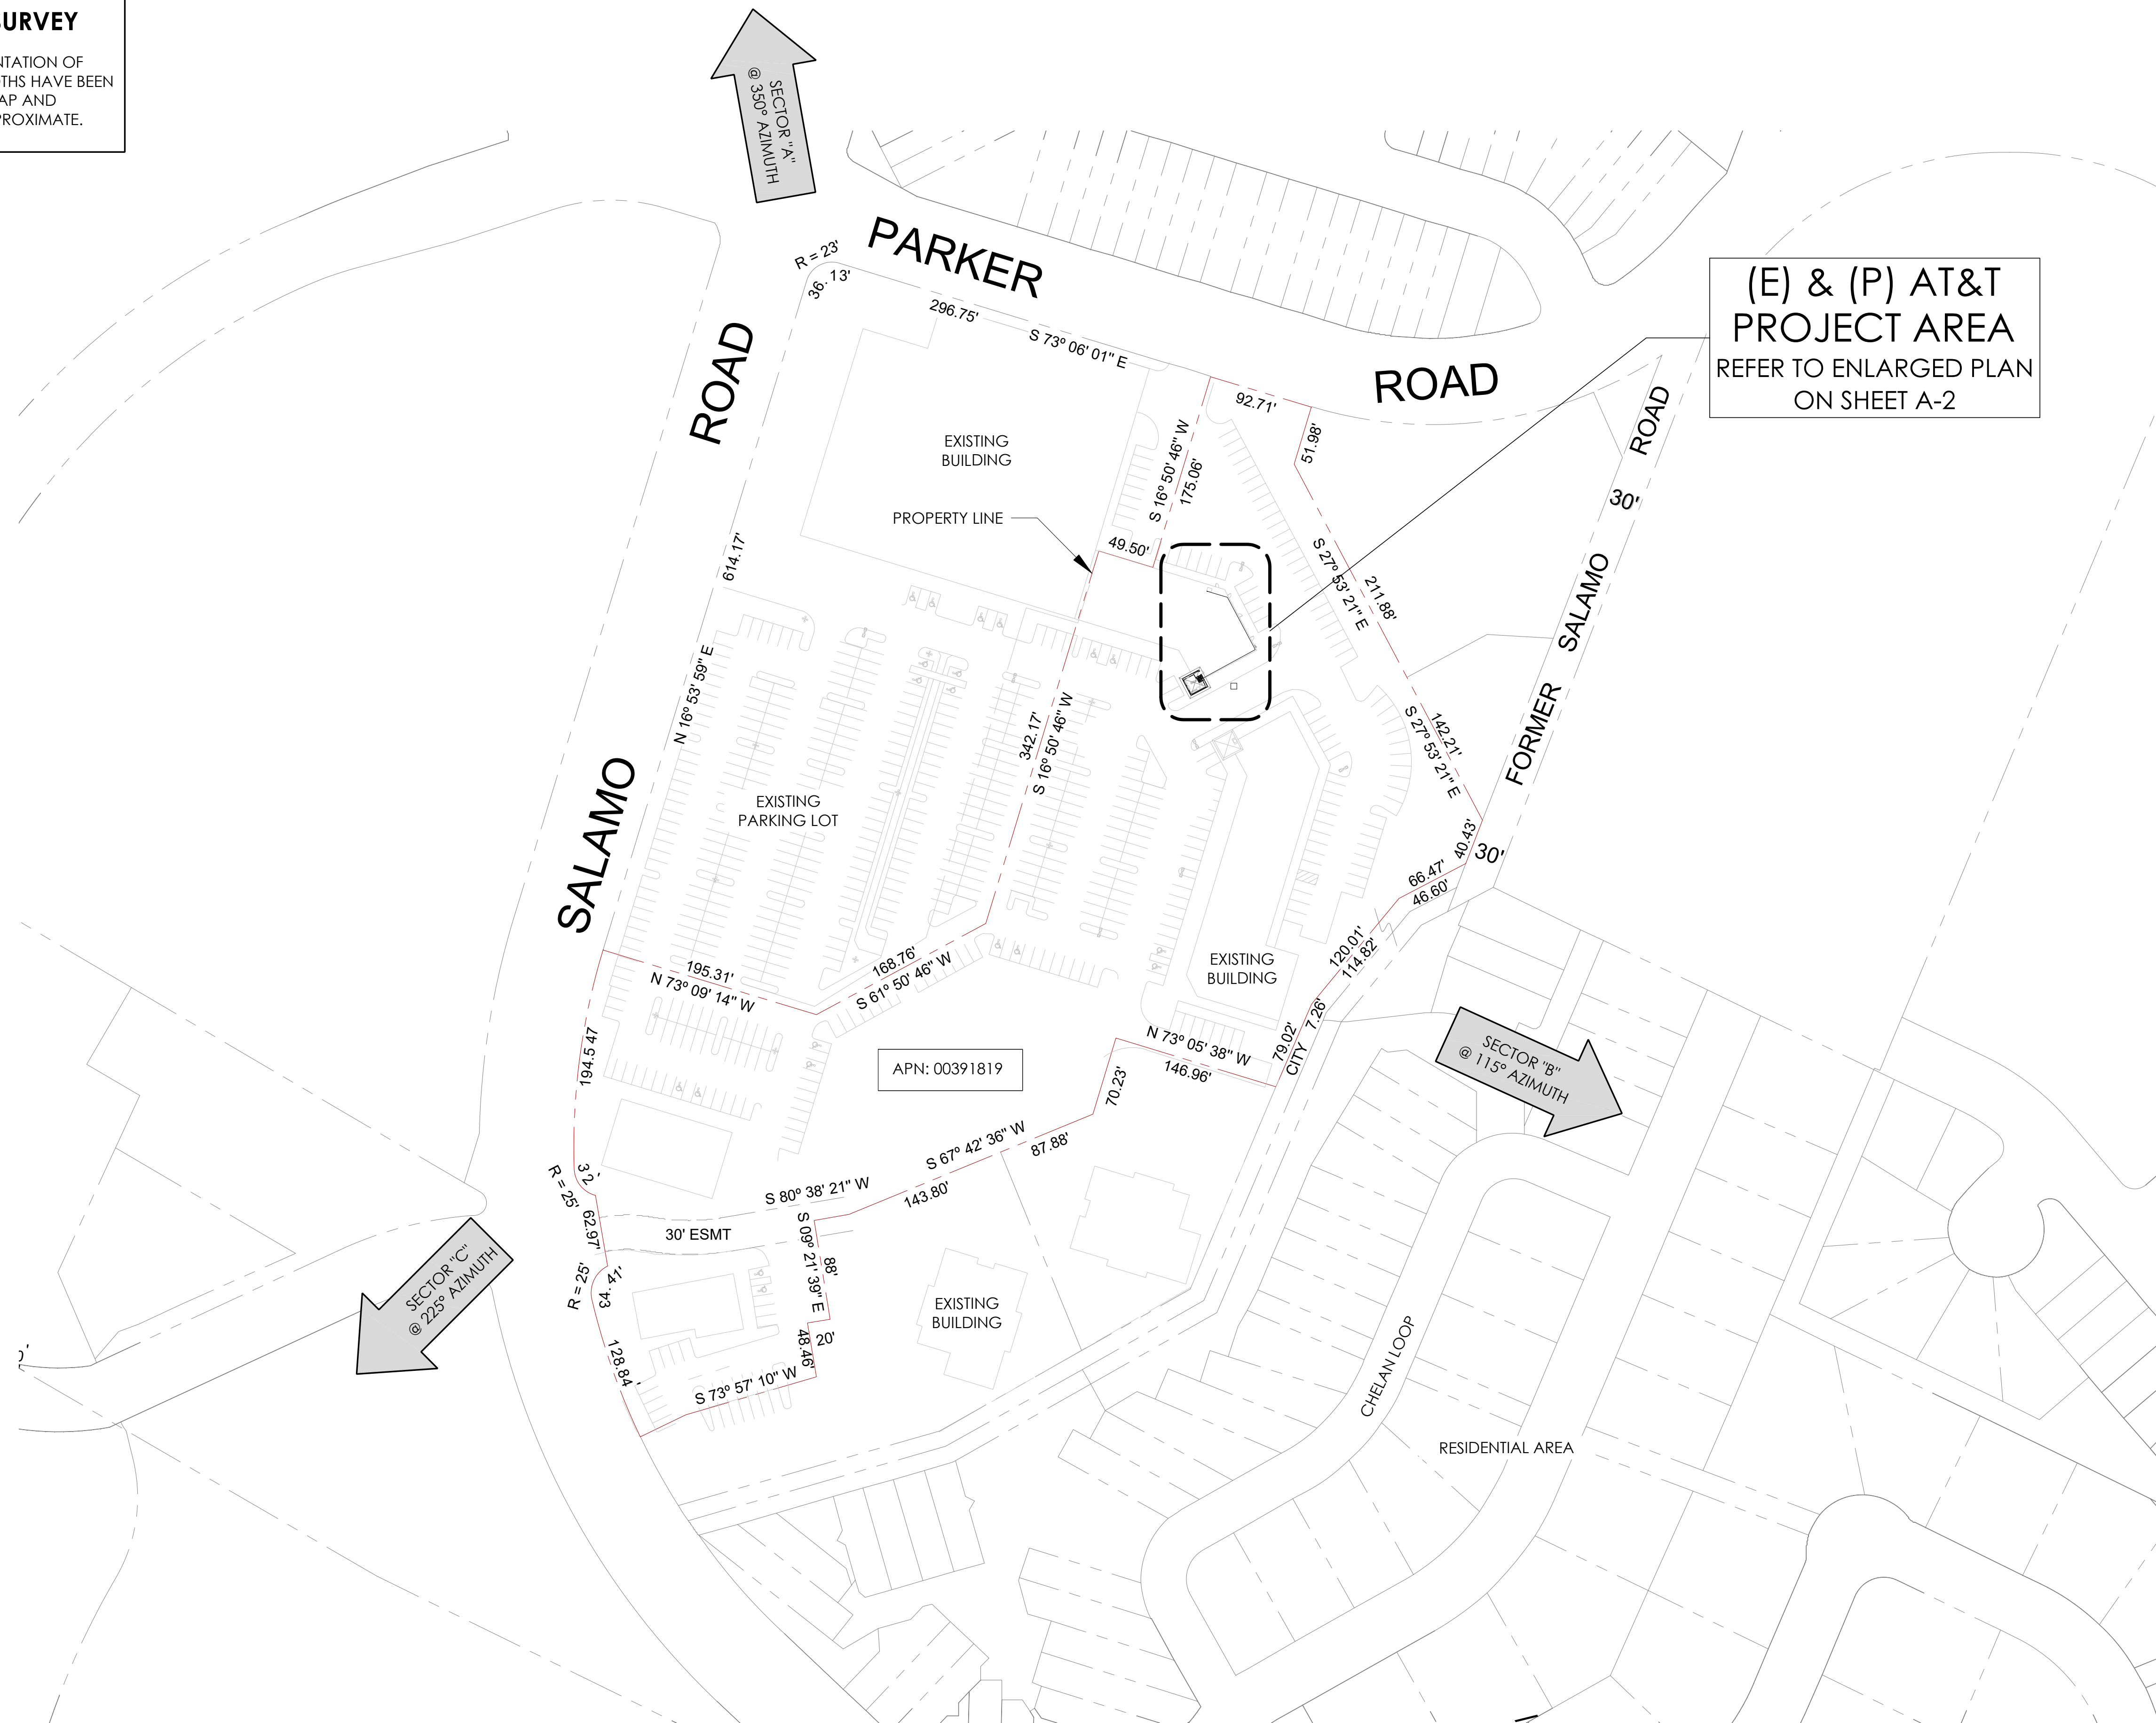 SURVEY
NTATION OF
THS HAVE BEEN
AP AND
PROXIMATE.
SECTOR "A"
@ 350° AZIMUTH
PARKER
ROAD
R = 23'
36. 13'
296.75'
S 73° 06' 01" E
92.71'
51.98'
(E) & (P) AT&T
PROJECT AREA
REFER TO ENLARGED PLAN
ON SHEET A-2
ROAD
SALAMO
614.17'
N 16° 53' 59" E
EXISTING
BUILDING
PROPERTY LINE
S 16° 50' 46" W
175.06'
49.50'
S 27° 53' 21" E
211.88'
FORMER SALAMO ROAD
30'
342.17'
S 16° 50' 46" W
142.21'
S 27° 53' 21" E
EXISTING
PARKING LOT
40.43'
30'
66.47'
46.60'
195.31'
N 73° 09' 14" W
168.76'
S 61° 50' 46" W
EXISTING
BUILDING
120.01'
114.82'
79.02'
CITY 7.26'
194.5 47
APN: 00391819
N 73° 05' 38" W
146.96'
70.23'
SECTOR "B"
@ 115° AZIMUTH
S 67° 42' 36" W
87.88'
143.80'
S 80° 38' 21" W
32'
R = 25'
62.97'
30' ESMT
S 09° 21' 39" E
88'
SECTOR "C"
@ 225° AZIMUTH
R = 25'
34. 41'
20'
48.46'
128.84 '
S 73° 57' 10" W
EXISTING
BUILDING
CHELAN LOOP
RESIDENTIAL AREA